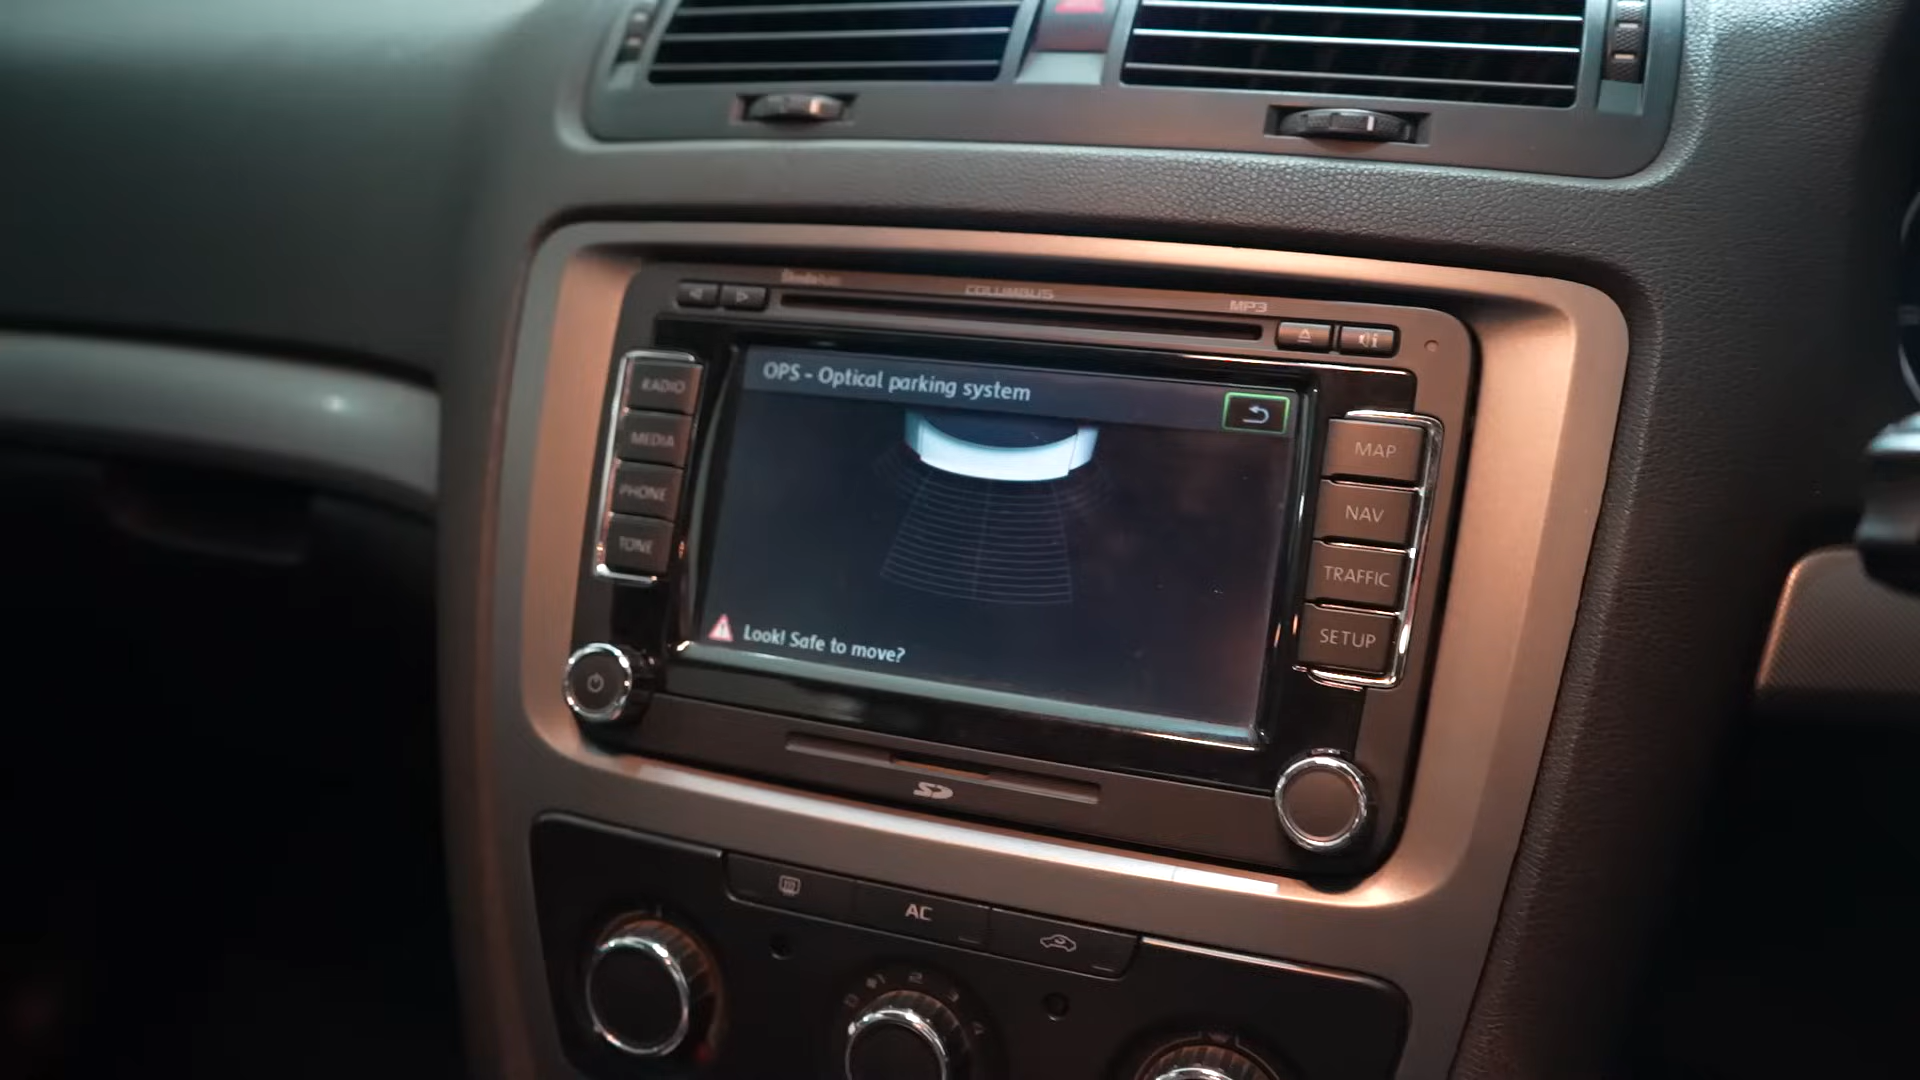 COLUMBUS
MP3
RADIO
MEDIA
PHONE
TONE
OPS - Optical parking system
Look! Safe to move?
MAP
NAV
TRAFFIC
SETUP
SD
AC